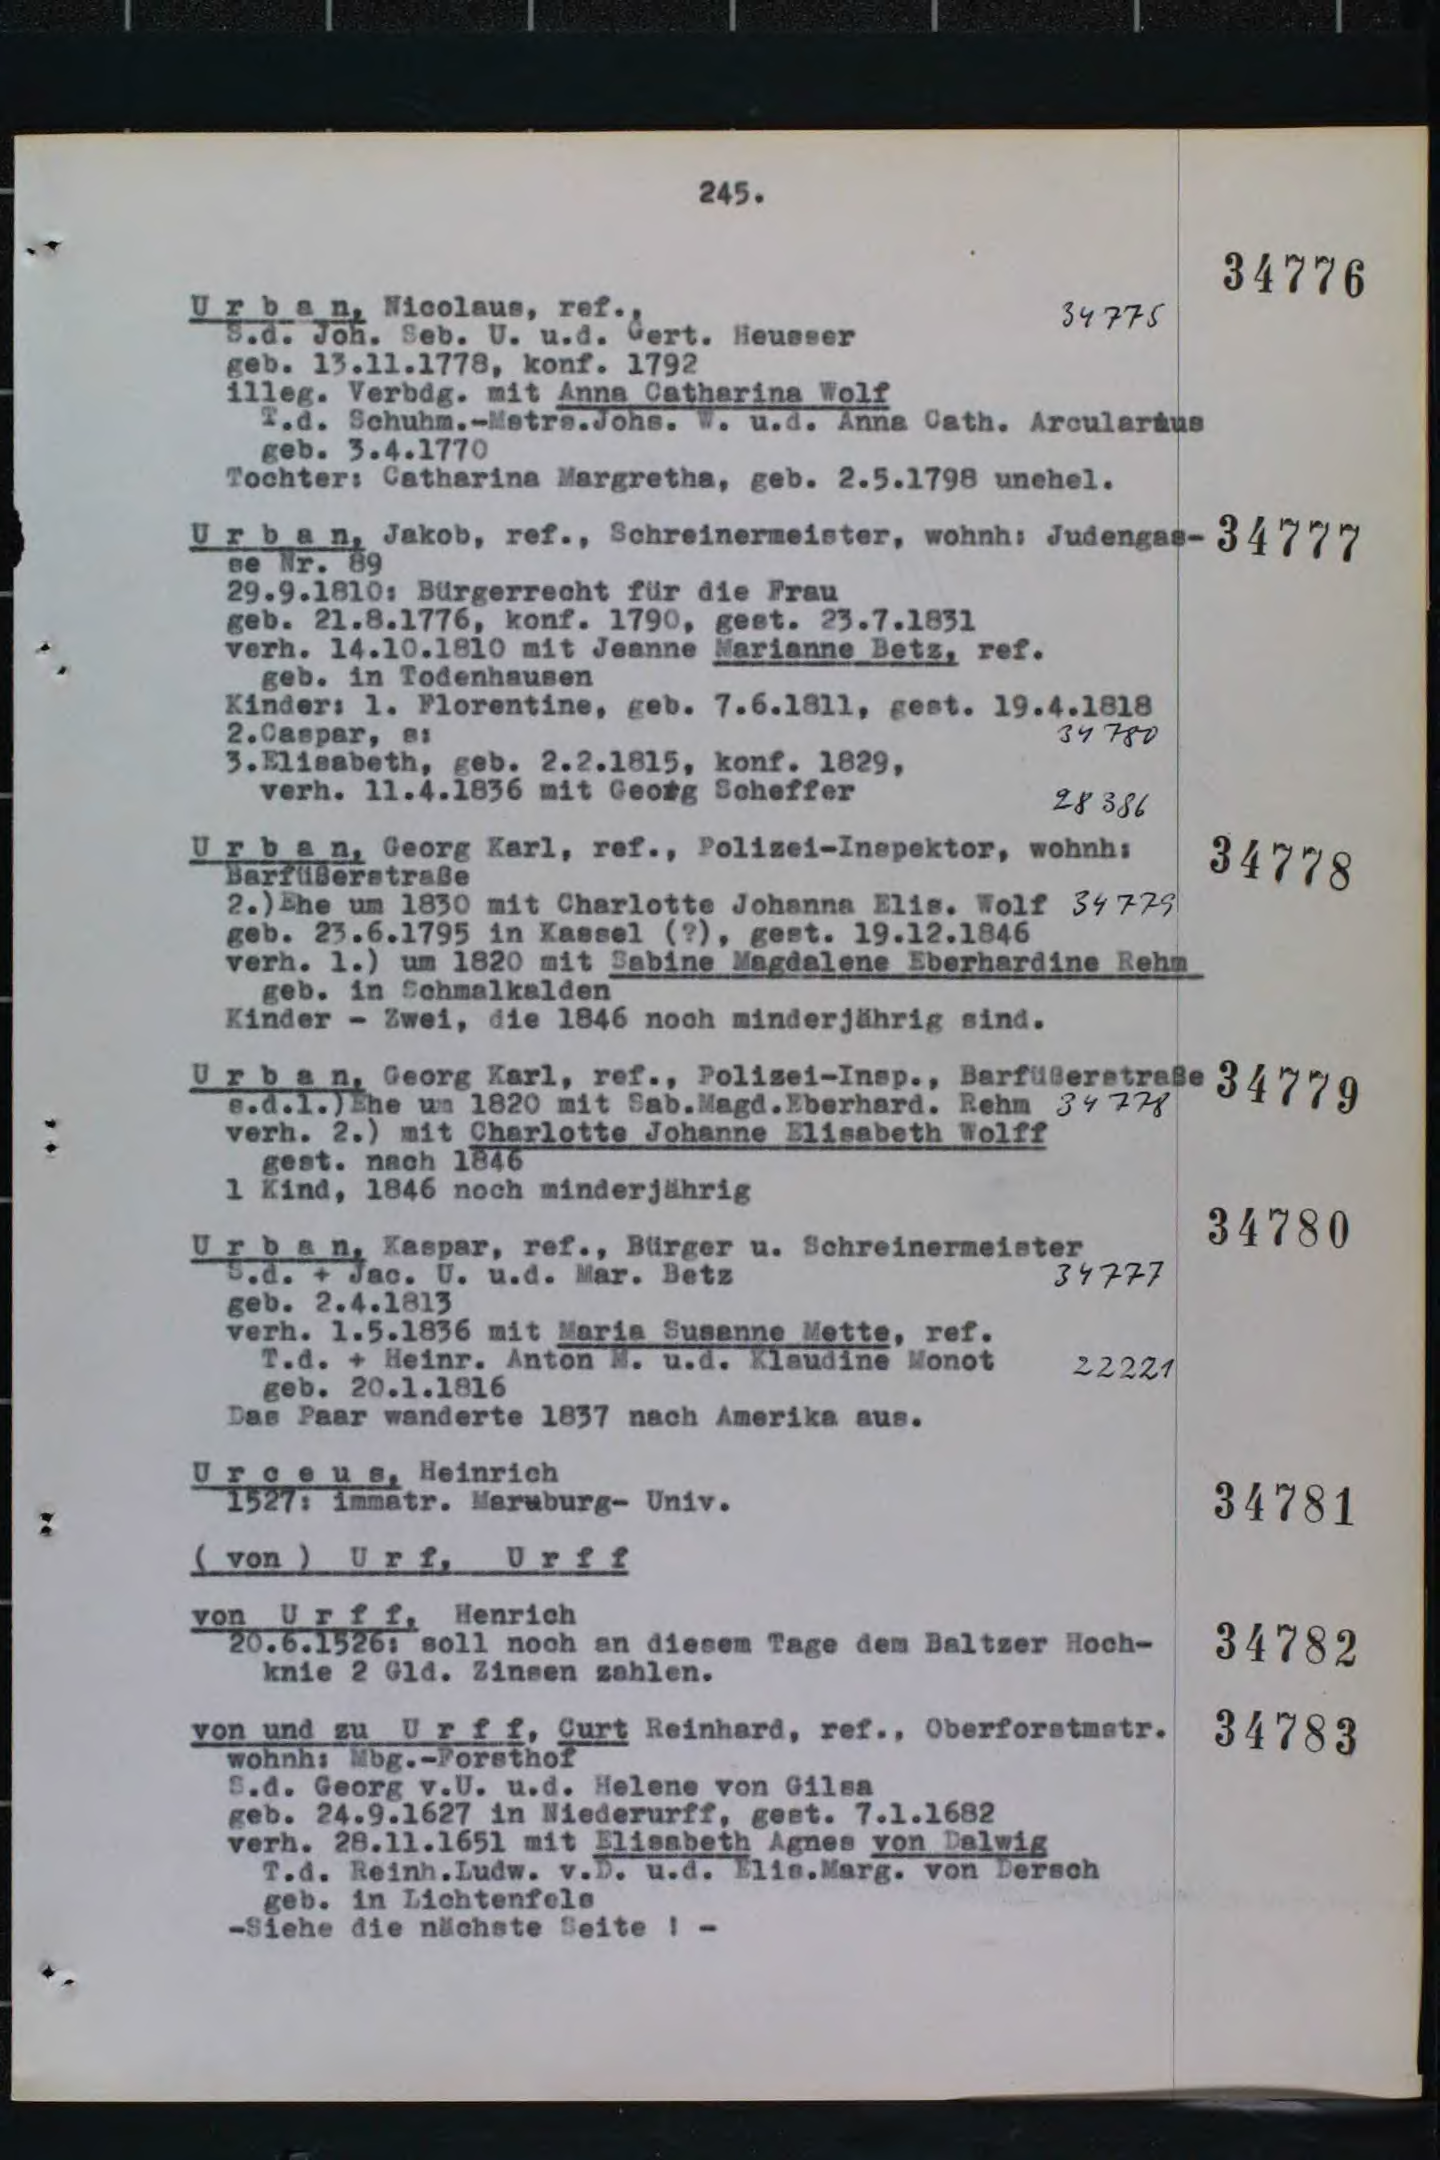 245.
34776
U r b a n, Nicolaus, ref.,
S.d. Joh. Seb. U. u.d. Gert. Heusser 34775
geb. 13.11.1778, konf. 1792
illeg. Verbdg. mit Anna Catharina Wolf
T.d. Schuhm.-Mstrs.Johs. W. u.d. Anna Cath. Arcularius
geb. 3.4.1770
Tochter: Catharina Margretha, geb. 2.5.1798 unehel.
U r b a n, Jakob, ref., Schreinermeister, wohnh: Judengas- 34777
se Nr. 89
29.9.1810: Bürgerrecht für die Frau
geb. 21.8.1776, konf. 1790, gest. 23.7.1831
verh. 14.10.1810 mit Jeanne Marianne Betz, ref.
geb. in Todenhausen
Kinder: 1. Florentine, geb. 7.6.1811, gest. 19.4.1818
2.Caspar, s: 34780
3.Elisabeth, geb. 2.2.1815, konf. 1829,
verh. 11.4.1836 mit Georg Scheffer 28386
U r b a n, Georg Karl, ref., Polizei-Inspektor, wohnh: 34778
Barfüßerstraße
2.)Ehe um 1830 mit Charlotte Johanna Elis. Wolf 34779
geb. 23.6.1795 in Kassel (?), gest. 19.12.1846
verh. 1.) um 1820 mit Sabine Magdalene Eberhardine Rehm
geb. in Schmalkalden
Kinder - Zwei, die 1846 noch minderjährig sind.
U r b a n, Georg Karl, ref., Polizei-Insp., Barfüßerstraße 34779
s.d.1.)Ehe um 1820 mit Sab.Magd.Eberhard. Rehm 34778
verh. 2.) mit Charlotte Johanne Elisabeth Wolff
gest. nach 1846
1 Kind, 1846 noch minderjährig
34780
U r b a n, Kaspar, ref., Bürger u. Schreinermeister
S.d. + Jac. U. u.d. Mar. Betz 34777
geb. 2.4.1813
verh. 1.5.1836 mit Maria Susanne Mette, ref.
T.d. + Heinr. Anton M. u.d. Klaudine Monot 22221
geb. 20.1.1816
Das Paar wanderte 1837 nach Amerika aus.
U r c e u s, Heinrich
1527: immatr. Maruburg- Univ. 34781
( von ) U r f, U r f f
von U r f f, Henrich
20.6.1526: soll noch an diesem Tage dem Baltzer Hoch- 34782
knie 2 Gld. Zinsen zahlen.
von und zu U r f f, Curt Reinhard, ref., Oberforstmstr. 34783
wohnh: Mbg.-Forsthof
S.d. Georg v.U. u.d. Helene von Gilsa
geb. 24.9.1627 in Niederurff, gest. 7.1.1682
verh. 28.11.1651 mit Elisabeth Agnes von Dalwig
T.d. Reinh.Ludw. v.D. u.d. Elis.Marg. von Dersch
geb. in Lichtenfels
-Siehe die nächste Seite ! -